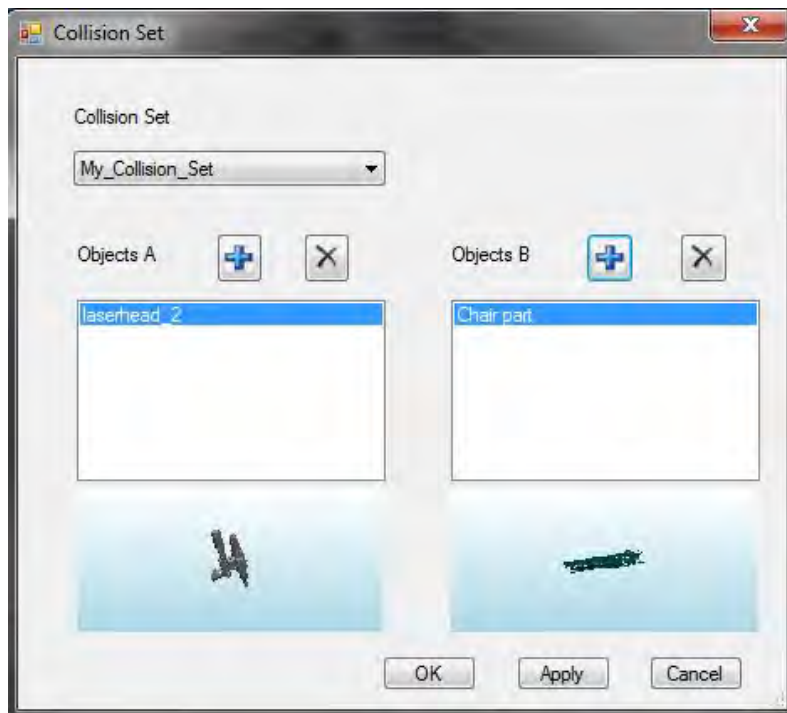 Collision Set
Collision Set
My_Collision_Set
Objects A
Objects B
laserhead_2
Chair part
OK
Apply
Cancel